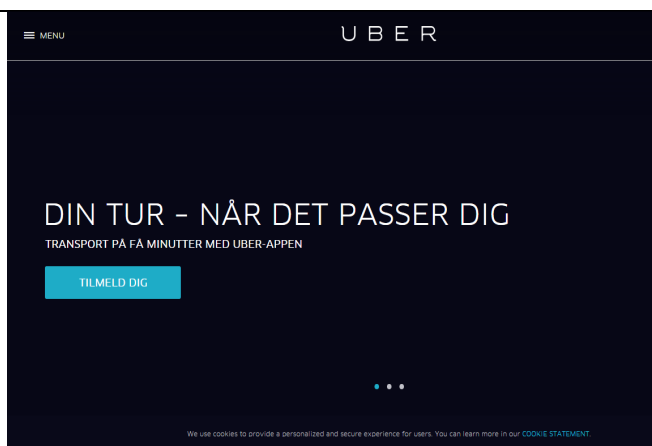 MENU
UBER
DIN TUR – NÅR DET PASSER DIG
TRANSPORT PÅ FÅ MINUTTER MED UBER-APPEN
TILMELD DIG
We use cookies to provide a personalized and secure experience for users. You can learn more in our COOKIE STATEMENT.